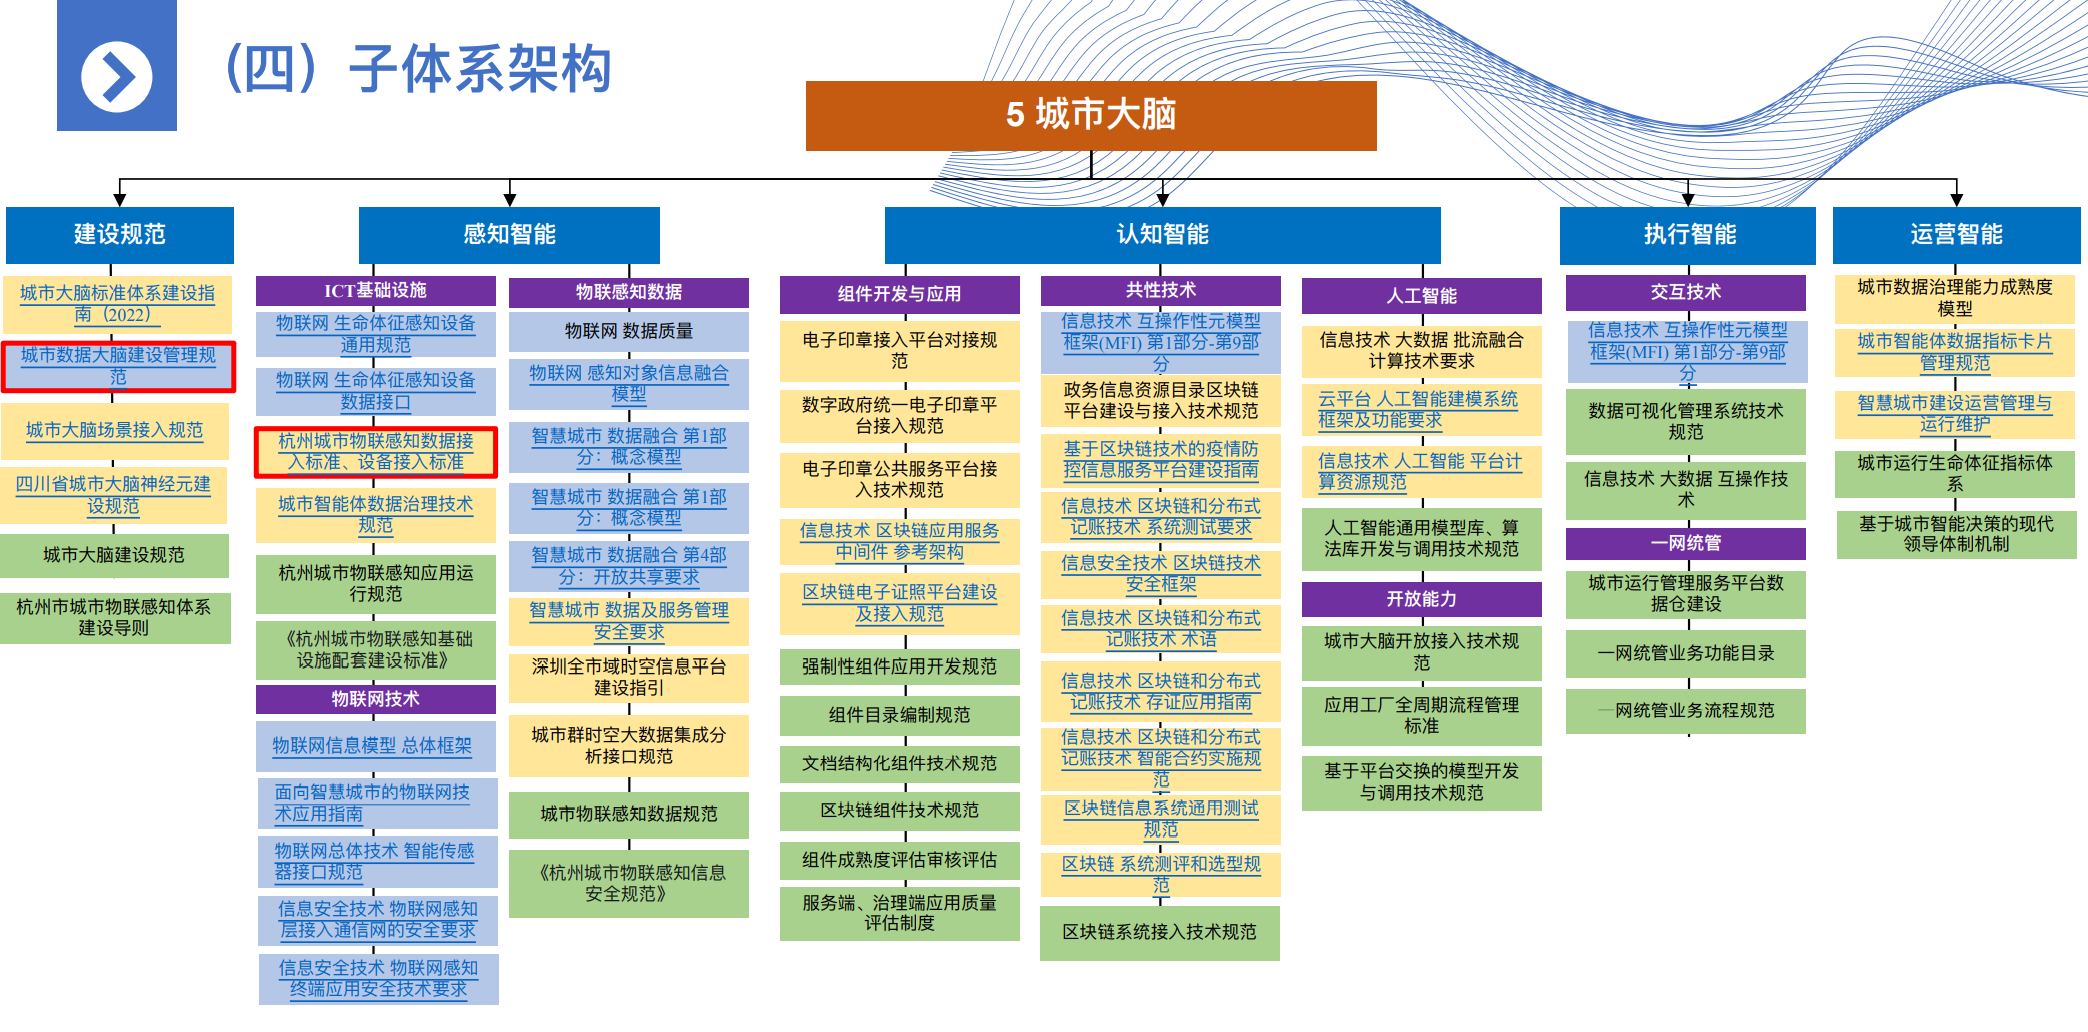 （四）子体系架构
5 城市大脑
建设规范
城市大脑标准体系建设指
南（2022）
城市数据大脑建设管理规
范
城市大脑场景接入规范
四川省城市大脑神经元建
设规范
城市大脑建设规范
杭州市城市物联感知体系
建设导则
感知智能
ICT基础设施
物联网 生命体征感知设备
通用规范
物联网 生命体征感知设备
数据接口
杭州城市物联感知数据接
入标准、设备接入标准
城市智能体数据治理技术
规范
杭州城市物联感知应用运
行规范
《杭州城市物联感知基础
设施配套建设标准》
物联网技术
物联网信息模型 总体框架
面向智慧城市的物联网技
术应用指南
物联网总体技术 智能传感
器接口规范
信息安全技术 物联网感知
层接入通信网的安全要求
信息安全技术 物联网感知
终端应用安全技术要求
物联感知数据
物联网 数据质量
物联网 感知对象信息融合
模型
智慧城市 数据融合 第1部
分：概念模型
智慧城市 数据融合 第1部
分：概念模型
智慧城市 数据融合 第4部
分：开放共享要求
智慧城市 数据及服务管理
安全要求
深圳全市域时空信息平台
建设指引
城市群时空大数据集成分
析接口规范
城市物联感知数据规范
《杭州城市物联感知信息
安全规范》
认知智能
组件开发与应用
电子印章接入平台对接规
范
数字政府统一电子印章平
台接入规范
电子印章公共服务平台接
入技术规范
信息技术 区块链应用服务
中间件 参考架构
区块链电子证照平台建设
及接入规范
强制性组件应用开发规范
组件目录编制规范
文档结构化组件技术规范
区块链组件技术规范
组件成熟度评估审核评估
服务端、治理端应用质量
评估制度
共性技术
信息技术 互操作性元模型
框架(MFI) 第1部分-第9部
分
政务信息资源目录区块链
平台建设与接入技术规范
基于区块链技术的疫情防
控信息服务平台建设指南
信息技术 区块链和分布式
记账技术 系统测试要求
信息安全技术 区块链技术
安全框架
信息技术 区块链和分布式
记账技术 术语
信息技术 区块链和分布式
记账技术 存证应用指南
信息技术 区块链和分布式
记账技术 智能合约实施规
范
区块链信息系统通用测试
规范
区块链 系统测评和选型规
范
区块链系统接入技术规范
人工智能
信息技术 大数据 批流融合
计算技术要求
云平台 人工智能建模系统
框架及功能要求
信息技术 人工智能 平台计
算资源规范
人工智能通用模型库、算
法库开发与调用技术规范
开放能力
城市大脑开放接入技术规
范
应用工厂全周期流程管理
标准
基于平台交换的模型开发
与调用技术规范
执行智能
交互技术
信息技术 互操作性元模型
框架(MFI) 第1部分-第9部
分
数据可视化管理系统技术
规范
信息技术 大数据 互操作技
术
一网统管
城市运行管理服务平台数
据仓建设
一网统管业务功能目录
一网统管业务流程规范
运营智能
城市数据治理能力成熟度
模型
城市智能体数据指标卡片
管理规范
智慧城市建设运营管理与
运行维护
城市运行生命体征指标体
系
基于城市智能决策的现代
领导体制机制